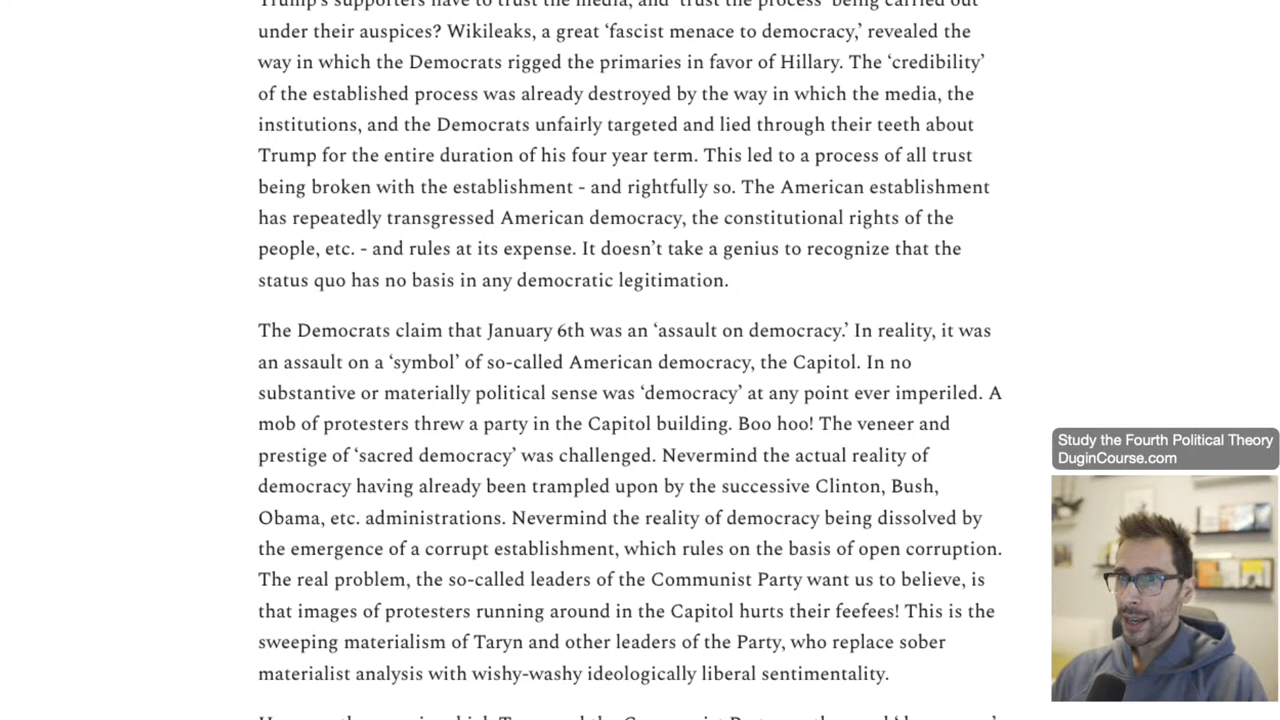 Trump's supporters have to trust the media, and 'trust the process' being carried out
under their auspices? Wikileaks, a great 'fascist menace to democracy,' revealed the
way in which the Democrats rigged the primaries in favor of Hillary. The 'credibility'
of the established process was already destroyed by the way in which the media, the
institutions, and the Democrats unfairly targeted and lied through their teeth about
Trump for the entire duration of his four year term. This led to a process of all trust
being broken with the establishment - and rightfully so. The American establishment
has repeatedly transgressed American democracy, the constitutional rights of the
people, etc. - and rules at its expense. It doesn't take a genius to recognize that the
status quo has no basis in any democratic legitimation.
The Democrats claim that January 6th was an 'assault on democracy.' In reality, it was
an assault on a 'symbol' of so-called American democracy, the Capitol. In no
substantive or materially political sense was 'democracy' at any point ever imperiled. A
mob of protesters threw a party in the Capitol building. Boo hoo! The veneer and
prestige of 'sacred democracy' was challenged. Nevermind the actual reality of
democracy having already been trampled upon by the successive Clinton, Bush,
Obama, etc. administrations. Nevermind the reality of democracy being dissolved by
the emergence of a corrupt establishment, which rules on the basis of open corruption.
The real problem, the so-called leaders of the Communist Party want us to believe, is
that images of protesters running around in the Capitol hurts their feefees! This is the
sweeping materialism of Taryn and other leaders of the Party, who replace sober
materialist analysis with wishy-washy ideologically liberal sentimentality.
Study the Fourth Political Theory
DuginCourse.com